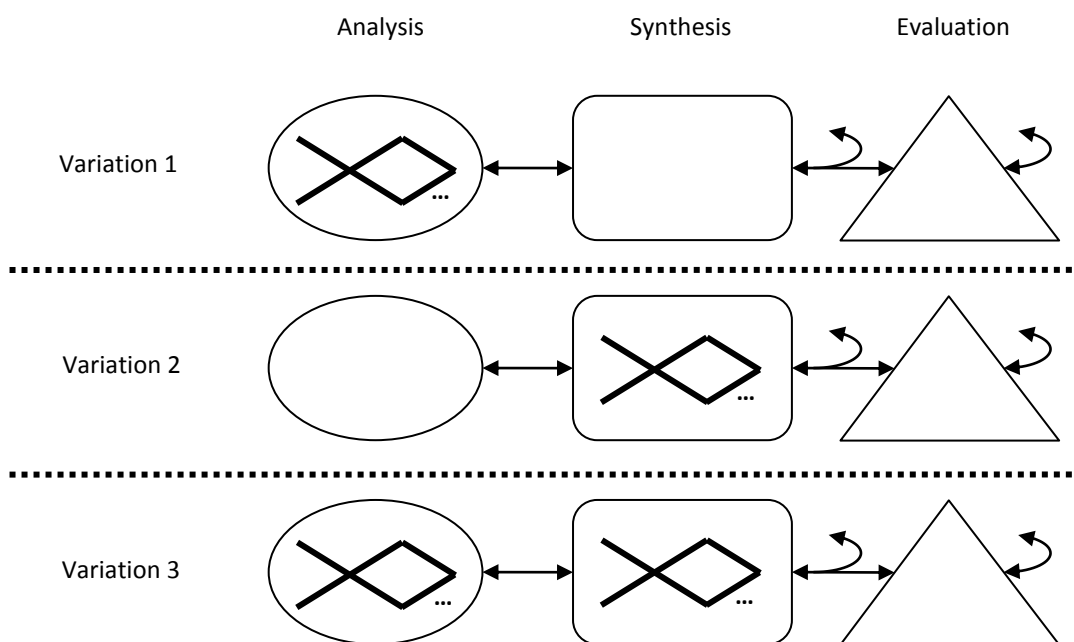 Analysis Synthesis Evaluation
Variation 1
...
Variation 2
...
Variation 3
... ...